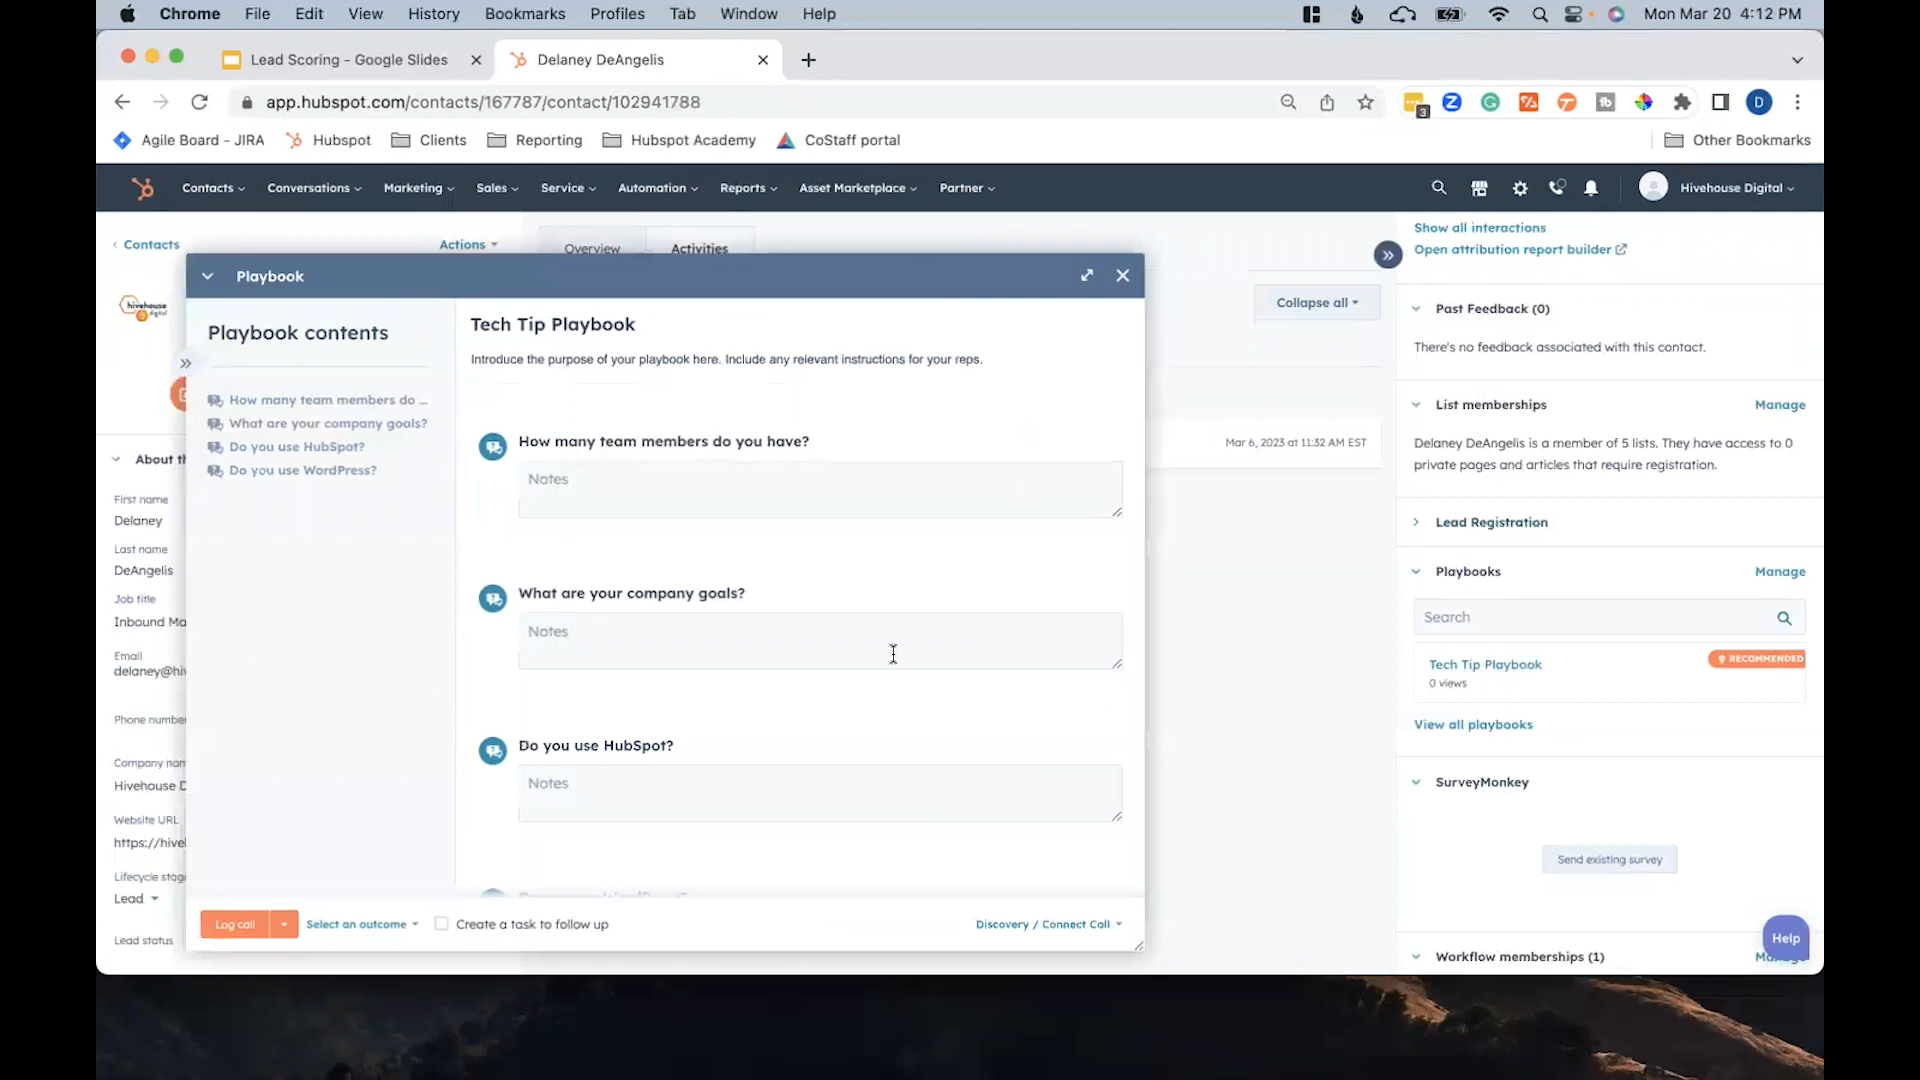 Chrome File Edit View History Bookmarks Profiles Tab Window Help Mon Mar 20 4:12 PM
Lead Scoring - Google Slides Delaney DeAngelis
app.hubspot.com/contacts/167787/contact/102941788 3 D
Agile Board - JIRA Hubspot Clients Reporting Hubspot Academy CoStaff portal Other Bookmarks
Contacts Conversations Marketing Sales Service Automation Reports Asset Marketplace Partner Hivehouse Digital
Contacts Actions
Overview Activities
Collapse all
Mar 6, 2023 at 11:32 AM EST
hivehouse digital
About th
First name
Delaney
Last name
DeAngelis
Job title
Inbound Ma
Email
delaney@hiv
Phone number
Company nam
Hivehouse D
Website URL
https://hivel
Lifecycle stag
Lead
Lead status
Playbook
Playbook contents
How many team members do ...
What are your company goals?
Do you use HubSpot?
Do you use WordPress?
Tech Tip Playbook
Introduce the purpose of your playbook here. Include any relevant instructions for your reps.
How many team members do you have?
Notes
What are your company goals?
Notes
Do you use HubSpot?
Notes
Log call Select an outcome Create a task to follow up Discovery / Connect Call
Show all interactions
Open attribution report builder
Past Feedback (0)
There's no feedback associated with this contact.
List memberships Manage
Delaney DeAngelis is a member of 5 lists. They have access to 0
private pages and articles that require registration.
Lead Registration
Playbooks Manage
Search
Tech Tip Playbook RECOMMENDED
0 views
View all playbooks
SurveyMonkey
Send existing survey
Help
Workflow memberships (1)